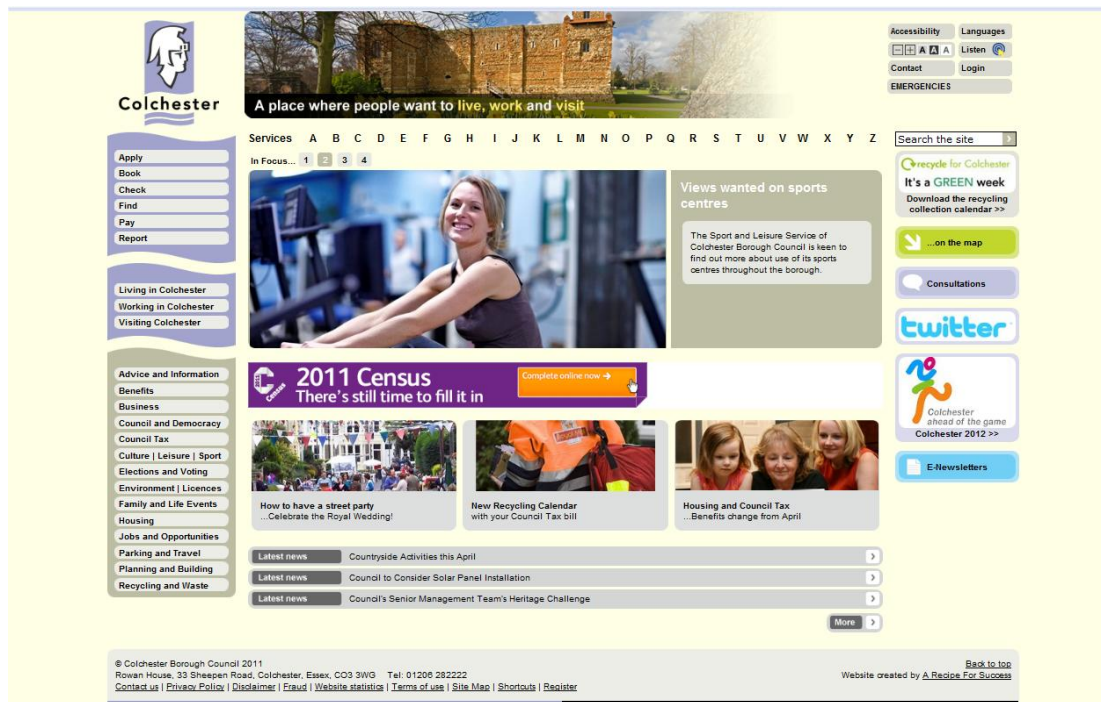 Colchester
A place where people want to live, work and visit
Accessibility Languages
A A A Listen
Contact Login
EMERGENCIES
Services A B C D E F G H I J K L M N O P Q R S T U V W X Y Z
Search the site
In Focus... 1 2 3 4
Apply
Book
Check
Find
Pay
Report
Living in Colchester
Working in Colchester
Visiting Colchester
Advice and Information
Benefits
Business
Council and Democracy
Council Tax
Culture | Leisure | Sport
Elections and Voting
Environment | Licences
Family and Life Events
Housing
Jobs and Opportunities
Parking and Travel
Planning and Building
Recycling and Waste
Views wanted on sports
centres
The Sport and Leisure Service of
Colchester Borough Council is keen to
find out more about use of its sports
centres throughout the borough.
2011 Census
2011 Census
There's still time to fill it in
Complete online now →
How to have a street party
...Celebrate the Royal Wedding!
New Recycling Calendar
with your Council Tax bill
Housing and Council Tax
...Benefits change from April
Latest news Countryside Activities this April
Latest news Council to Consider Solar Panel Installation
Latest news Council's Senior Management Team's Heritage Challenge
More
recycle for Colchester
It's a GREEN week
Download the recycling
collection calendar >>
...on the map
Consultations
twitter
Colchester
ahead of the game
Colchester 2012 >>
E-Newsletters
© Colchester Borough Council 2011
Rowan House, 33 Sheepen Road, Colchester, Essex, CO3 3WG Tel: 01206 282222
Contact us | Privacy Policy | Disclaimer | Fraud | Website statistics | Terms of use | Site Map | Shortcuts | Register
Back to top
Website created by A Recipe For Success